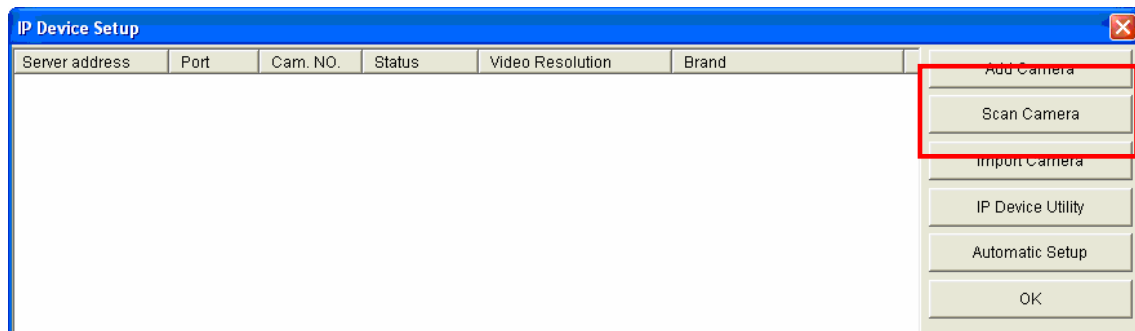 IP Device Setup
Server address Port Cam. NO. Status Video Resolution Brand
Add Camera
Scan Camera
Import Camera
IP Device Utility
Automatic Setup
OK